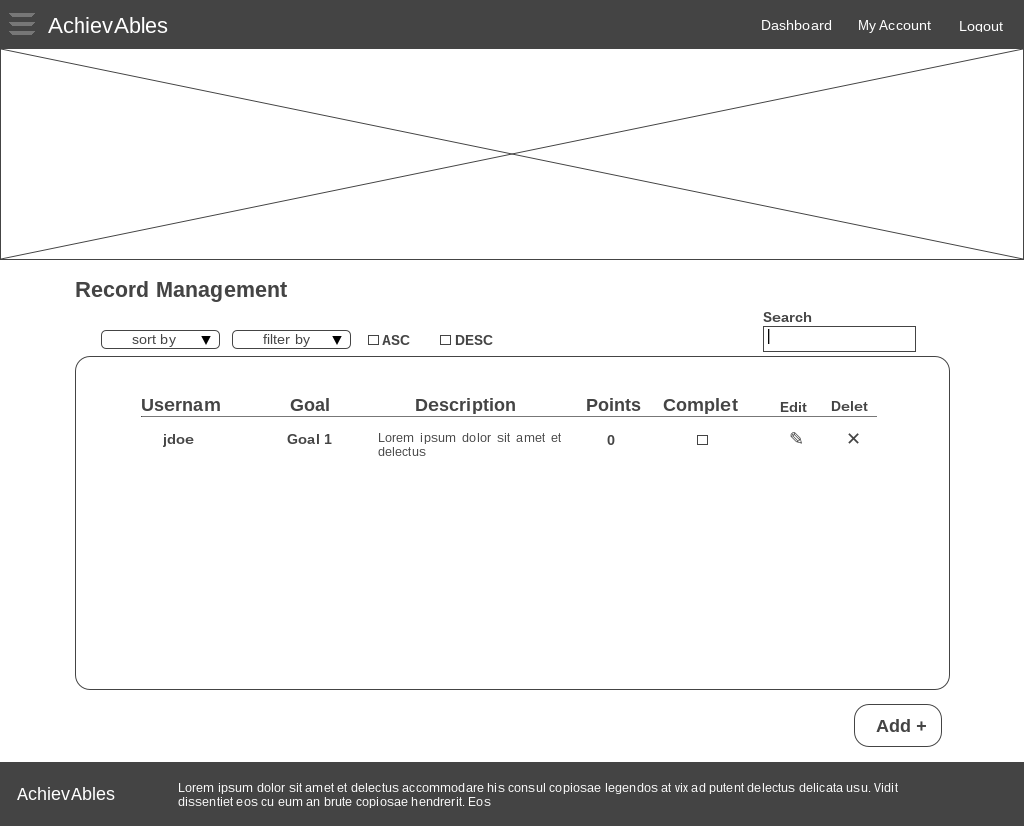 AchievAbles
Dashboard My Account Logout
Record Management
Search
sort by ▼ filter by ▼ ASC DESC
Usernam Goal Description Points Complet Edit Delet
jdoe Goal 1 Lorem ipsum dolor sit amet et 0 ✎ ✕
delectus
Add +
AchievAbles
Lorem ipsum dolor sit amet et delectus accommodare his consul copiosae legendos at vix ad putent delectus delicata usu. Vidit
dissentiet eos cu eum an brute copiosae hendrerit. Eos